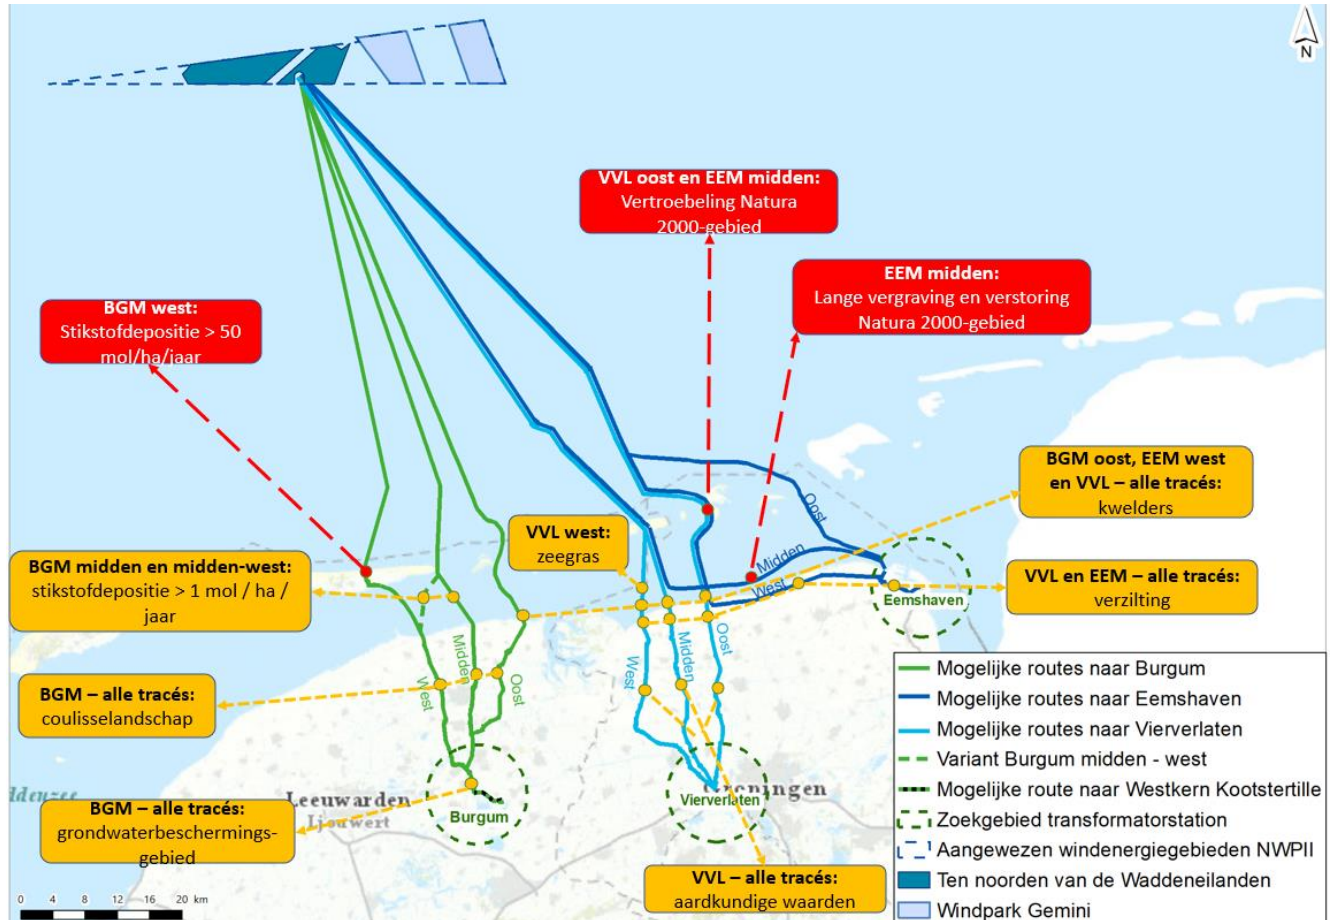 N
VVL oost en EEM midden:
Vertroebeling Natura
2000-gebied
EEM midden:
Lange vergraving en verstoring
Natura 2000-gebied
BGM west:
Stikstofdepositie > 50
mol/ha/jaar
BGM oost, EEM west
en VVL – alle tracés:
kwelders
VVL west:
zeegras
BGM midden en midden-west:
stikstofdepositie > 1 mol / ha /
jaar
VVL en EEM – alle tracés:
verzilting
BGM – alle tracés:
coulisselandschap
BGM – alle tracés:
grondwaterbeschermings-
gebied
VVL – alle tracés:
aardkundige waarden
Oost
Midden
West
Eemshaven
West
Midden
Oost
West
Midden
Oost
Leeuwarden
Ljouwert
Burgum
Vierverlaten
Groningen
ddenzee
Mogelijke routes naar Burgum
Mogelijke routes naar Eemshaven
Mogelijke routes naar Vierverlaten
Variant Burgum midden - west
Mogelijke route naar Westkern Kootstertille
Zoekgebied transformatorstation
Aangewezen windenergiegebieden NWPII
Ten noorden van de Waddeneilanden
Windpark Gemini
0 4 8 12 16 20 km